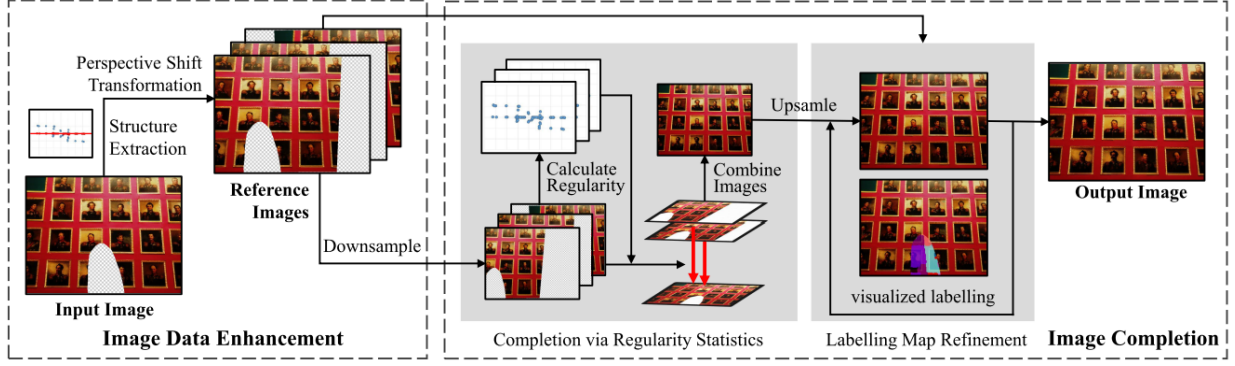 Perspective Shift
Transformation
Structure
Extraction
Reference
Images
Input Image
Image Data Enhancement
Downsample
Calculate
Regularity
Combine
Images
Completion via Regularity Statistics
Upsamle
visualized labelling
Labelling Map Refinement
Output Image
Image Completion